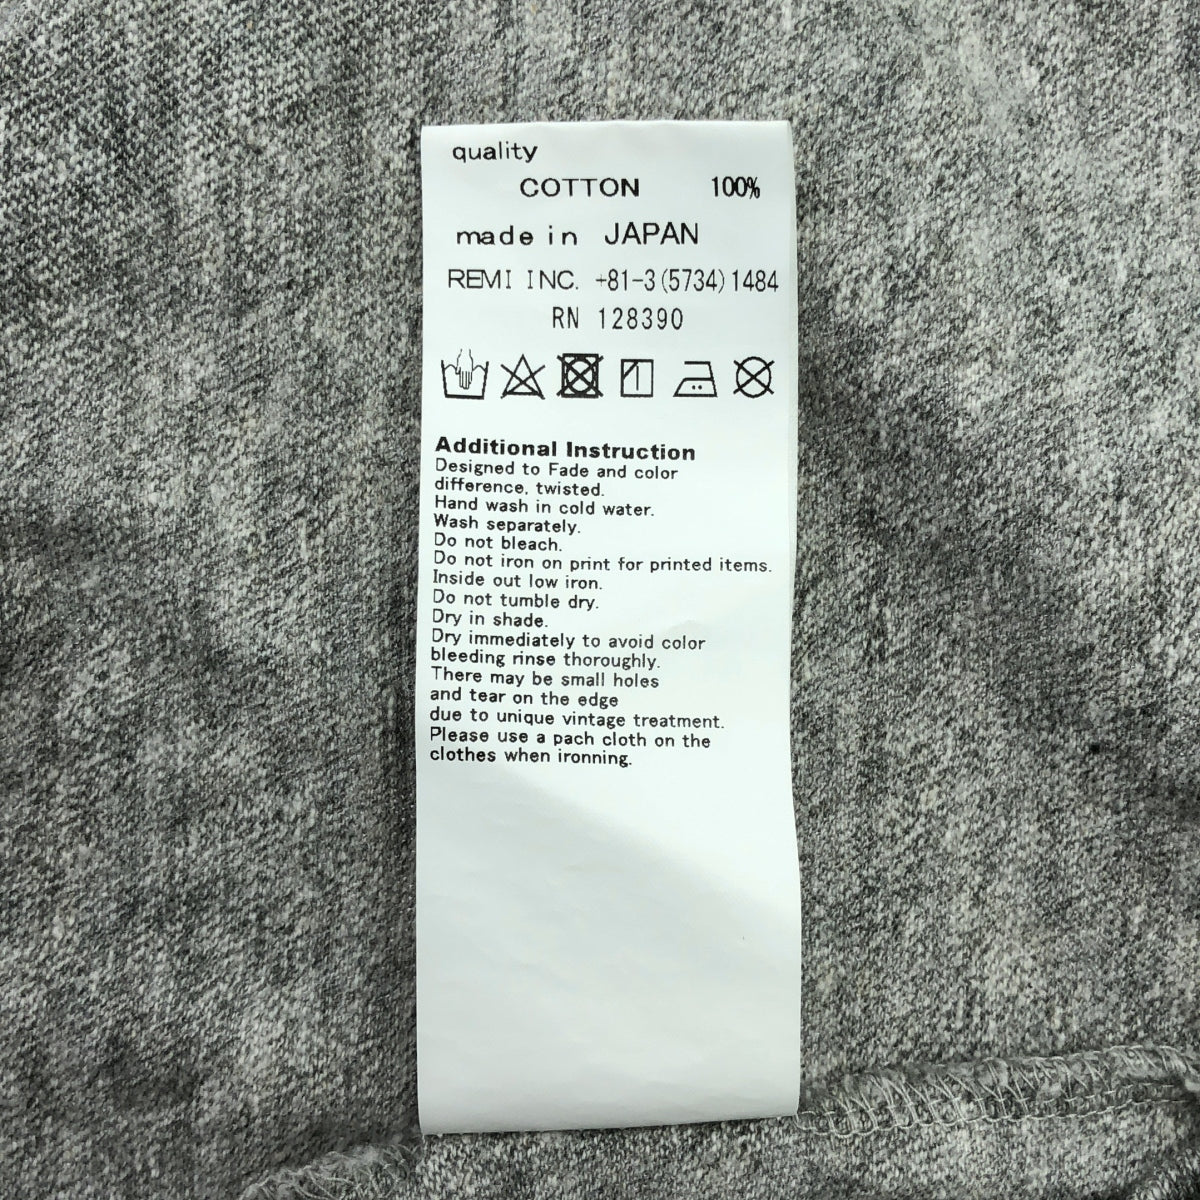 quality
COTTON 100%
made in JAPAN
REMI INC. +81-3(5734)1484
RN 128390
Additional Instruction
Designed to Fade and color
difference, twisted.
Hand wash in cold water.
Wash separately.
Do not bleach.
Do not iron on print for printed items.
Inside out low iron.
Do not tumble dry.
Dry in shade.
Dry immediately to avoid color
bleeding rinse thoroughly.
There may be small holes
and tear on the edge
due to unique vintage treatment.
Please use a pach cloth on the
clothes when ironning.